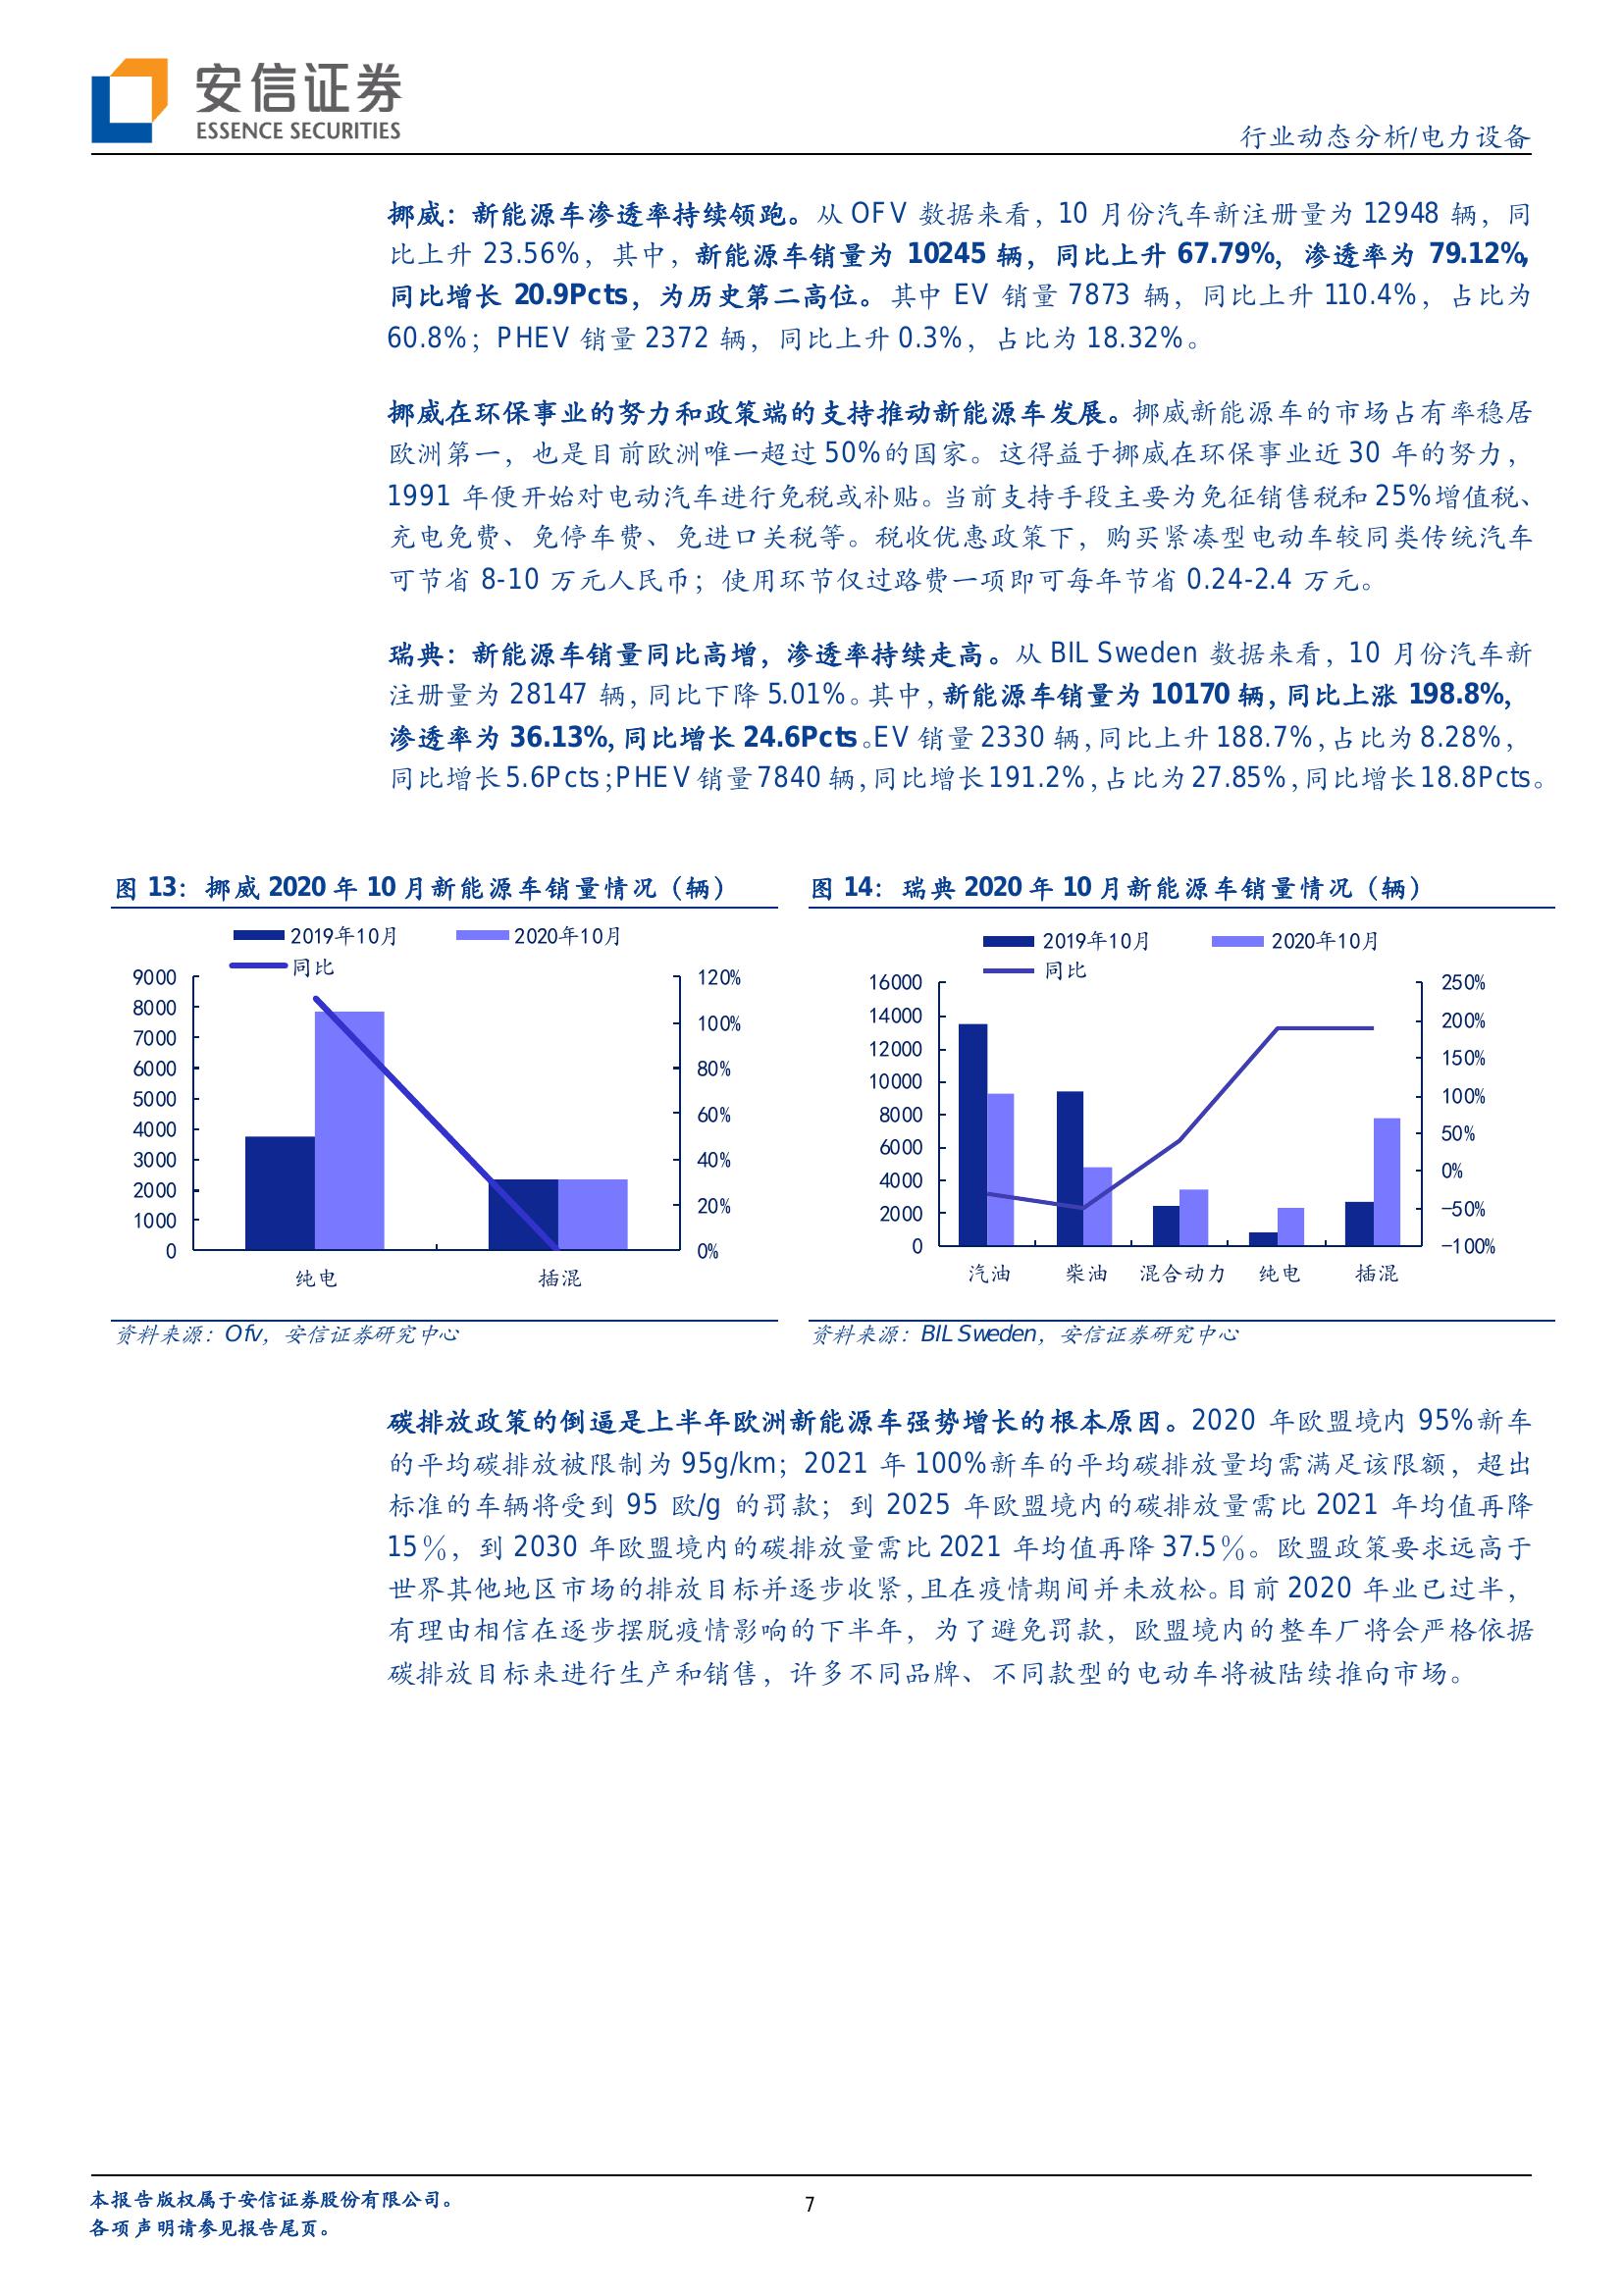 安信证券
ESSENCE SECURITIES
行业动态分析/电力设备
挪威：新能源车渗透率持续领跑。从 OFV 数据来看，10 月份汽车新注册量为 12948 辆，同
比上升 23.56%，其中，新能源车销量为 10245 辆，同比上升 67.79%，渗透率为 79.12%，
同比增长 20.9Pcts，为历史第二高位。其中 EV 销量 7873 辆，同比上升 110.4%，占比为
60.8%；PHEV 销量 2372 辆，同比上升 0.3%，占比为 18.32%。
挪威在环保事业的努力和政策端的支持推动新能源车发展。挪威新能源车的市场占有率稳居
欧洲第一，也是目前欧洲唯一超过 50%的国家。这得益于挪威在环保事业近 30 年的努力，
1991 年便开始对电动汽车进行免税或补贴。当前支持手段主要为免征销售税和 25%增值税、
充电免费、免停车费、免进口关税等。税收优惠政策下，购买紧凑型电动车较同类传统汽车
可节省 8-10 万元人民币；使用环节仅过路费一项即可每年节省 0.24-2.4 万元。
瑞典：新能源车销量同比高增，渗透率持续走高。从 BIL Sweden 数据来看，10 月份汽车新
注册量为 28147 辆，同比下降 5.01%。其中，新能源车销量为 10170 辆，同比上涨 198.8%，
渗透率为 36.13%，同比增长 24.6Pcts。EV 销量 2330 辆，同比上升 188.7%，占比为 8.28%，
同比增长 5.6Pcts；PHEV 销量 7840 辆，同比增长 191.2%，占比为 27.85%，同比增长 18.8Pcts。
图 13：挪威 2020 年 10 月新能源车销量情况（辆）
2019年10月 2020年10月
同比
9000
8000
7000
6000
5000
4000
3000
2000
1000
0
120%
100%
80%
60%
40%
20%
0%
纯电 插混
资料来源：Ofv，安信证券研究中心
图 14：瑞典 2020 年 10 月新能源车销量情况（辆）
2019年10月 2020年10月
同比
16000
14000
12000
10000
8000
6000
4000
2000
0
250%
200%
150%
100%
50%
0%
-50%
-100%
汽油 柴油 混合动力 纯电 插混
资料来源：BIL Sweden，安信证券研究中心
碳排放政策的倒逼是上半年欧洲新能源车强势增长的根本原因。2020 年欧盟境内 95%新车
的平均碳排放被限制为 95g/km；2021 年 100%新车的平均碳排放量均需满足该限额，超出
标准的车辆将受到 95 欧/g 的罚款；到 2025 年欧盟境内的碳排放量需比 2021 年均值再降
15％，到 2030 年欧盟境内的碳排放量需比 2021 年均值再降 37.5％。欧盟政策要求远高于
世界其他地区市场的排放目标并逐步收紧，且在疫情期间并未放松。目前 2020 年业已过半，
有理由相信在逐步摆脱疫情影响的下半年，为了避免罚款，欧盟境内的整车厂将会严格依据
碳排放目标来进行生产和销售，许多不同品牌、不同款型的电动车将被陆续推向市场。
本报告版权属于安信证券股份有限公司。
各项声明请参见报告尾页。
7